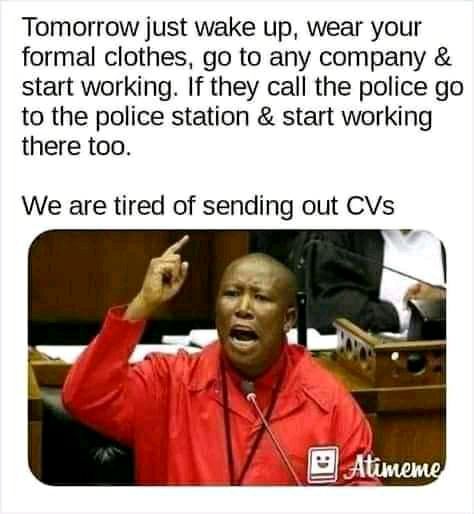 Tomorrow just wake up, wear your
formal clothes, go to any company &
start working. If they call the police go
to the police station & start working
there too.
We are tired of sending out CVs
Atimeme